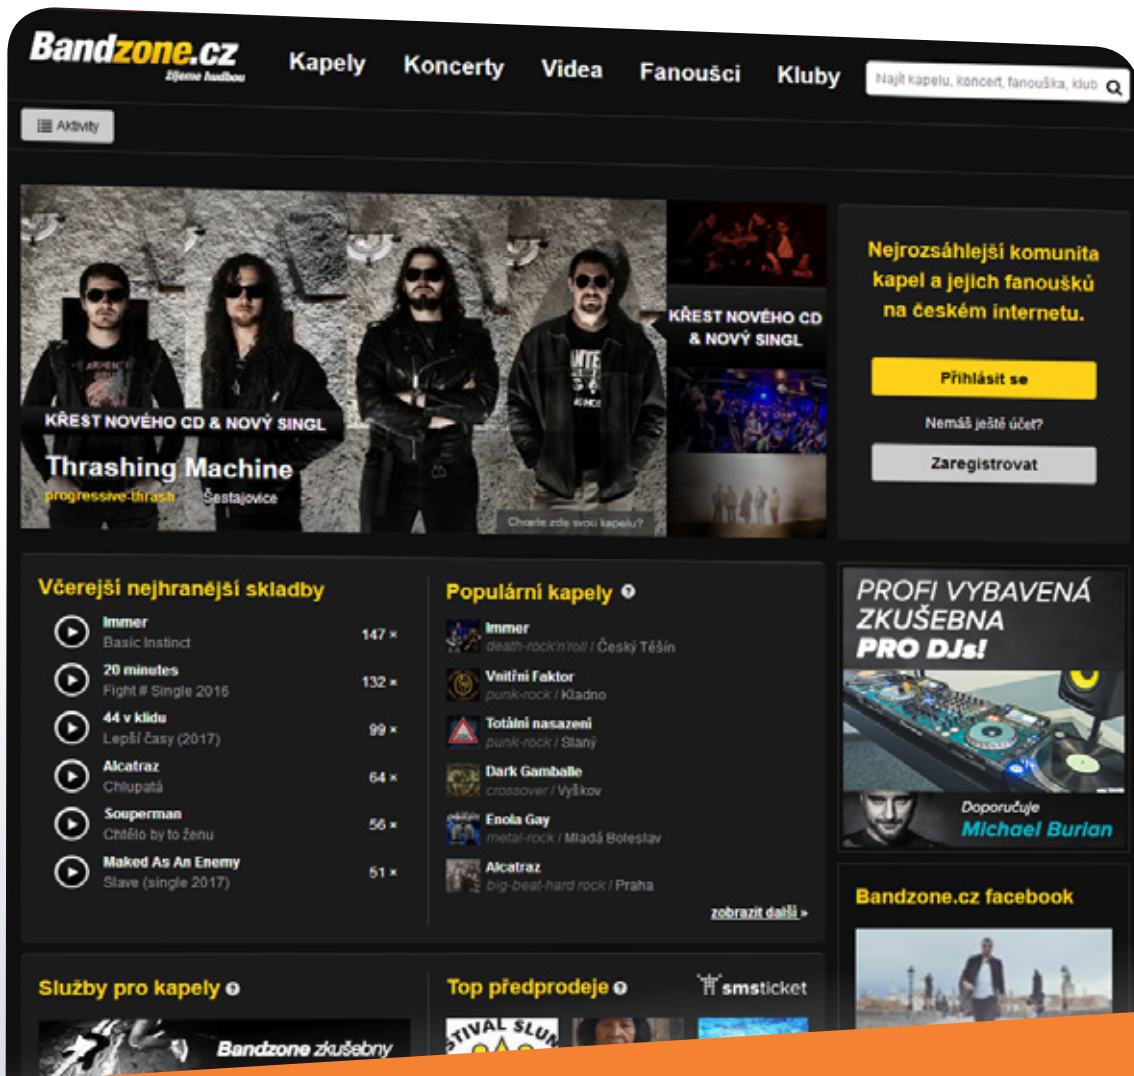 Bandzone.cz
žijeme hudbou
Kapely
Koncerty
Videa
Fanoušci
Kluby
Najít kapelu, koncert, fanouška, klub
Aktivity
KŘEST NOVÉHO CD & NOVÝ SINGL
Thrashing Machine
progressive-thrash
Šestajovice
Chcete zde svou kapelu?
KŘEST NOVÉHO CD
& NOVÝ SINGL
Nejrozsáhlejší komunita
kapel a jejich fanoušků
na českém internetu.
Přihlásit se
Nemáš ještě účet?
Zaregistrovat
Včerejší nejhranější skladby
Immer
Basic Instinct
147 ×
20 minutes
Fight # Single 2016
132 ×
44 v klidu
Lepší časy (2017)
99 ×
Alcatraz
Chlupatá
64 ×
Souperman
Chtělo by to ženu
56 ×
Maked As An Enemy
Slave (single 2017)
51 ×
Populární kapely
Immer
death-rock'n'roll / Český Těšín
Vnitřní Faktor
punk-rock / Kladno
Totální nasazení
punk-rock / Slaný
Dark Gamballe
crossover / Vyškov
Enola Gay
metal-rock / Mladá Boleslav
Alcatraz
big-beat-hard rock / Praha
zobrazit další »
PROFI VYBAVENÁ
ZKUŠEBNA
PRO DJs!
Doporučuje
Michael Burian
Bandzone.cz facebook
Služby pro kapely
Bandzone zkušebny
Top předprodeje
smsticket